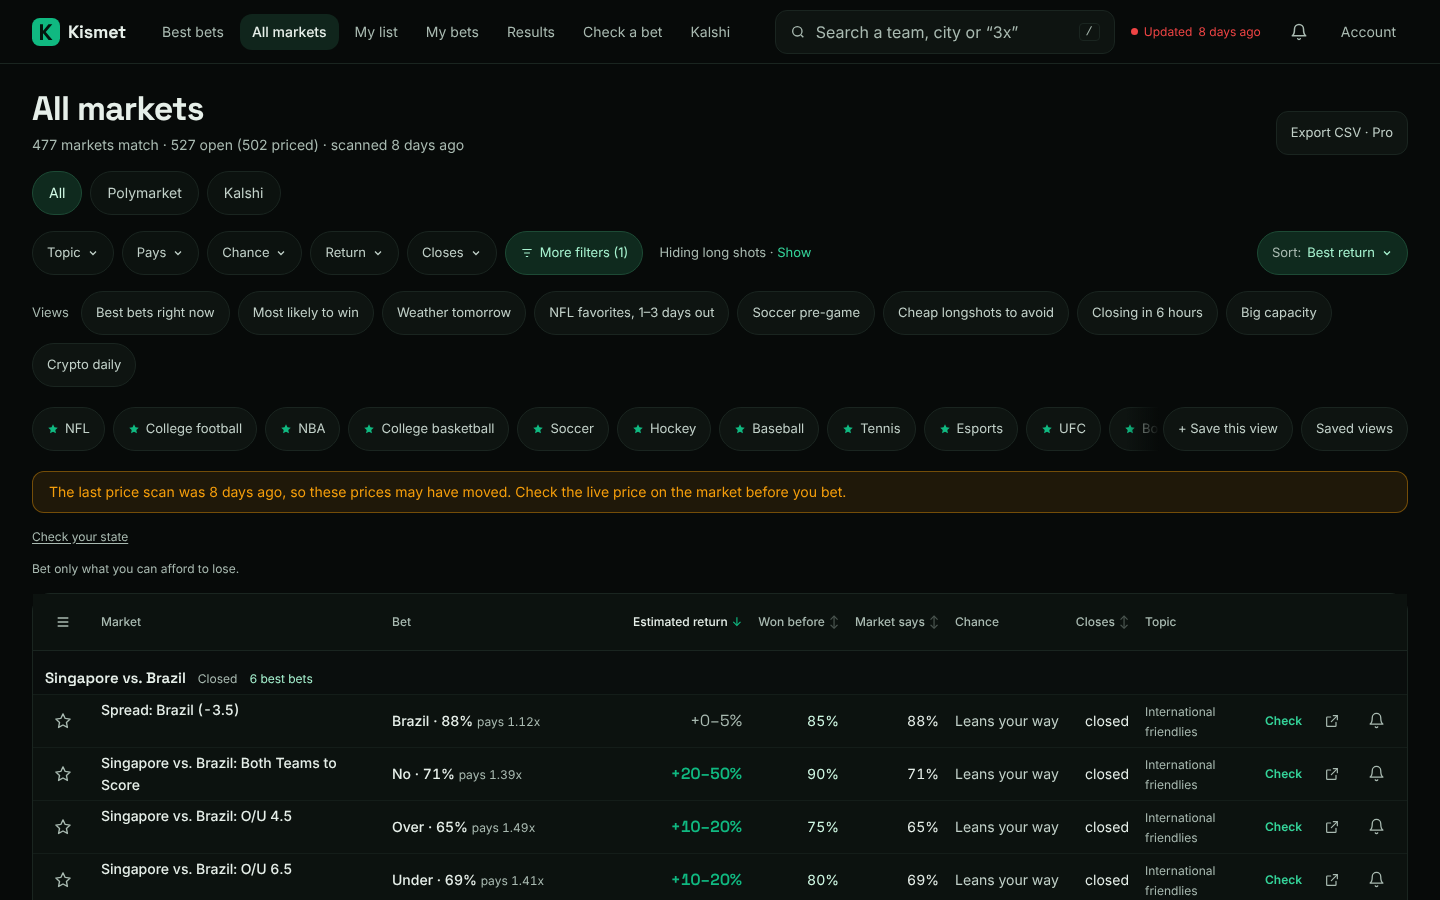 Kismet
Best bets
All markets
My list
My bets
Results
Check a bet
Kalshi
Search a team, city or “3x”
/
Updated 8 days ago
Account
All markets
477 markets match · 527 open (502 priced) · scanned 8 days ago
Export CSV · Pro
All
Polymarket
Kalshi
Topic
Pays
Chance
Return
Closes
More filters (1)
Hiding long shots · Show
Sort: Best return
Views
Best bets right now
Most likely to win
Weather tomorrow
NFL favorites, 1–3 days out
Soccer pre-game
Cheap longshots to avoid
Closing in 6 hours
Big capacity
Crypto daily
NFL
College football
NBA
College basketball
Soccer
Hockey
Baseball
Tennis
Esports
UFC
Bo
+ Save this view
Saved views
The last price scan was 8 days ago, so these prices may have moved. Check the live price on the market before you bet.
Check your state
Bet only what you can afford to lose.
Market Bet Estimated return Won before Market says Chance Closes Topic
Singapore vs. Brazil Closed 6 best bets
Spread: Brazil (-3.5)
Brazil · 88% pays 1.12x +0–5% 85% 88% Leans your way closed
International
friendlies
Check
Singapore vs. Brazil: Both Teams to
Score
No · 71% pays 1.39x +20–50% 90% 71% Leans your way closed
International
friendlies
Check
Singapore vs. Brazil: O/U 4.5
Over · 65% pays 1.49x +10–20% 75% 65% Leans your way closed
International
friendlies
Check
Singapore vs. Brazil: O/U 6.5
Under · 69% pays 1.41x +10–20% 80% 69% Leans your way closed
International
friendlies
Check